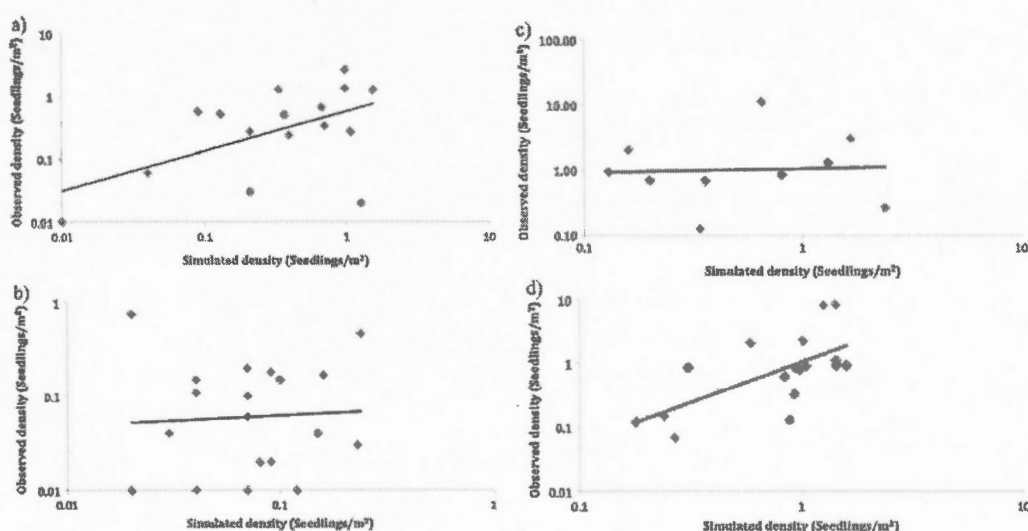 a)
10
1
0.1
0.01
Observed density (Seedlings/m²)
0.01
0.1
1
10
Simulated density (Seedlings/m²)
c)
100.00
10.00
1.00
0.10
Observed density (Seedlings/m²)
0.1
1.0
10
Simulated density (Seedlings/m²)
b)
1
0.1
0.01
Observed density (Seedlings/m²)
0.01
0.1
1
Simulated density (Seedlings/m²)
d)
10
1
0.1
0.01
Observed density (Seedlings/m²)
0.1
1.0
10
Simulated density (Seedlings/m²)